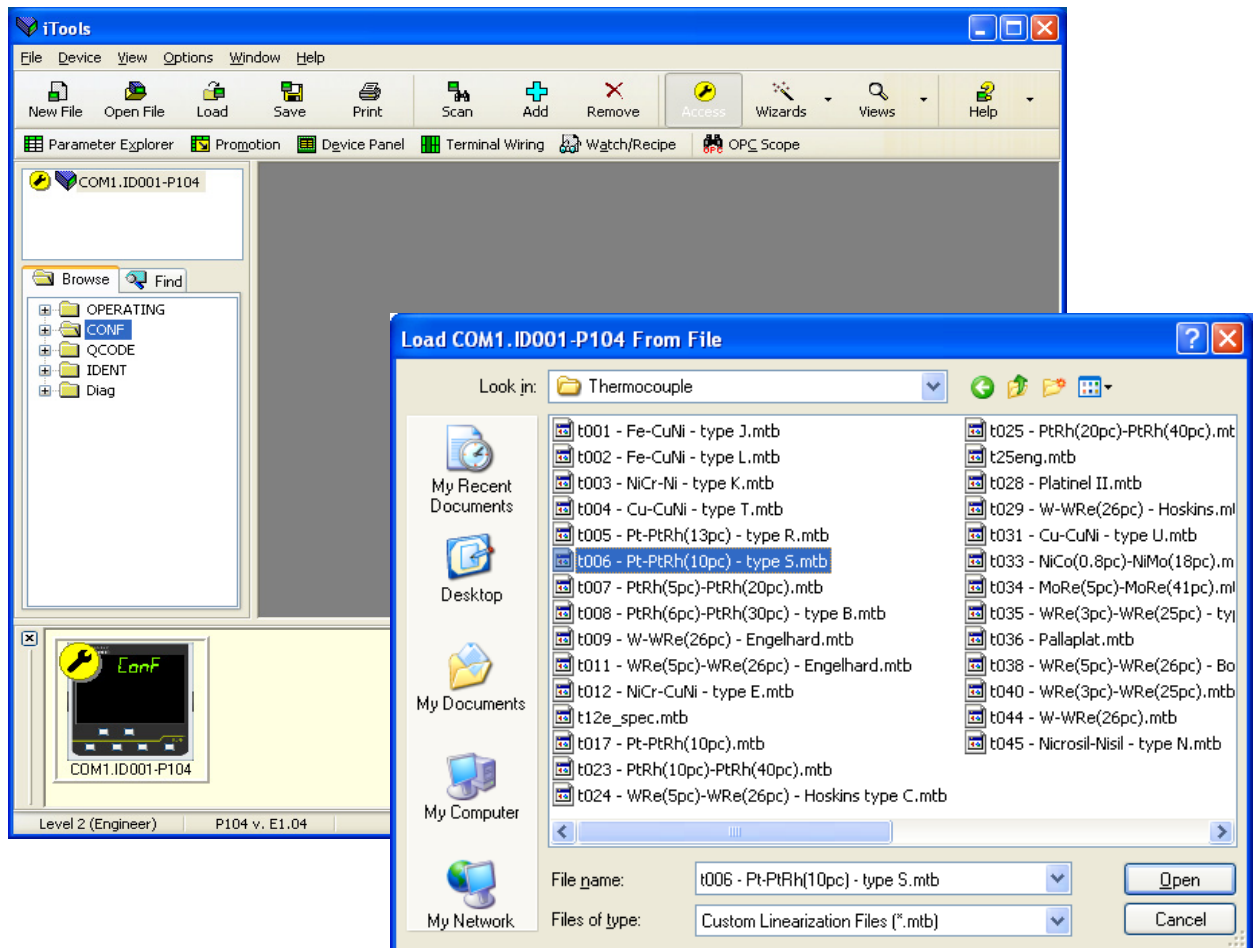 iTools
File Device View Options Window Help
New File Open File Load Save Print Scan Add Remove Access Wizards Views Help
Parameter Explorer Promotion Device Panel Terminal Wiring Watch/Recipe OPC Scope
COM1.ID001-P104
Browse Find
OPERATING
CONF
QCODE
IDENT
Diag
ConF
COM1.ID001-P104
Level 2 (Engineer) P104 v. E1.04
Load COM1.ID001-P104 From File
Look in: Thermocouple
My Recent Documents
Desktop
My Documents
My Computer
My Network
t001 - Fe-CuNi - type J.mtb
t002 - Fe-CuNi - type L.mtb
t003 - NiCr-Ni - type K.mtb
t004 - Cu-CuNi - type T.mtb
t005 - Pt-PtRh(13pc) - type R.mtb
t006 - Pt-PtRh(10pc) - type S.mtb
t007 - PtRh(5pc)-PtRh(20pc).mtb
t008 - PtRh(6pc)-PtRh(30pc) - type B.mtb
t009 - W-WRe(26pc) - Engelhard.mtb
t011 - WRe(5pc)-WRe(26pc) - Engelhard.mtb
t012 - NiCr-CuNi - type E.mtb
t12e_spec.mtb
t017 - Pt-PtRh(10pc).mtb
t023 - PtRh(10pc)-PtRh(40pc).mtb
t024 - WRe(5pc)-WRe(26pc) - Hoskins type C.mtb
t025 - PtRh(20pc)-PtRh(40pc).mt
t25eng.mtb
t028 - Platinel II.mtb
t029 - W-WRe(26pc) - Hoskins.m
t031 - Cu-CuNi - type U.mtb
t033 - NiCo(0.8pc)-NiMo(18pc).m
t034 - MoRe(5pc)-MoRe(41pc).m
t035 - WRe(3pc)-WRe(25pc) - ty
t036 - Pallaplat.mtb
t038 - WRe(5pc)-WRe(26pc) - Bo
t040 - WRe(3pc)-WRe(25pc).mtb
t044 - W-WRe(26pc).mtb
t045 - Nicrosil-Nisil - type N.mtb
File name: t006 - Pt-PtRh(10pc) - type S.mtb Open
Files of type: Custom Linearization Files (*.mtb) Cancel